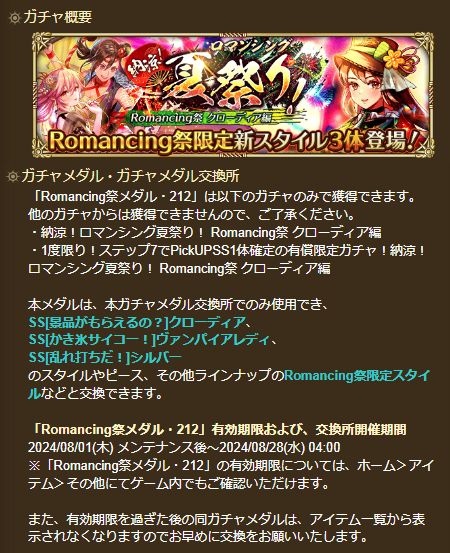 ガチャ概要
納涼!
ロマンシング
夏祭り!
Romancing祭 クローディア編
Romancing祭限定新スタイル3体登場!
ガチャメダル・ガチャメダル交換所
「Romancing祭メダル・212」は以下のガチャのみで獲得できます。
他のガチャからは獲得できませんので、ご了承ください。
・納涼！ロマンシング夏祭り！ Romancing祭 クローディア編
・1度限り！ステップ7でPickUPSS1体確定の有償限定ガチャ！納涼！
ロマンシング夏祭り！ Romancing祭 クローディア編
本メダルは、本ガチャメダル交換所でのみ使用でき、
SS[景品がもらえるの？]クローディア、
SS[かき氷サイコー！]ヴァンパイアレディ、
SS[乱れ打ちだ！]シルバー
のスタイルやピース、その他ラインナップのRomancing祭限定スタイ
ルなどと交換できます。
「Romancing祭メダル・212」有効期限および、交換所開催期間
2024/08/01(木) メンテナンス後～2024/08/28(水) 04:00
※「Romancing祭メダル・212」の有効期限については、ホーム＞アイ
テム＞その他にてゲーム内でもご確認いただけます。
また、有効期限を過ぎた後の同ガチャメダルは、アイテム一覧から表
示されなくなりますのでお早めに交換をお願いいたします。